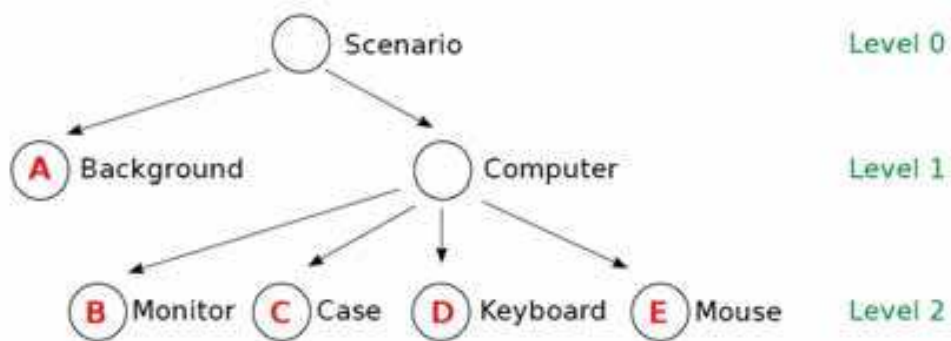 Scenario Level 0
A Background Computer Level 1
B Monitor C Case D Keyboard E Mouse Level 2